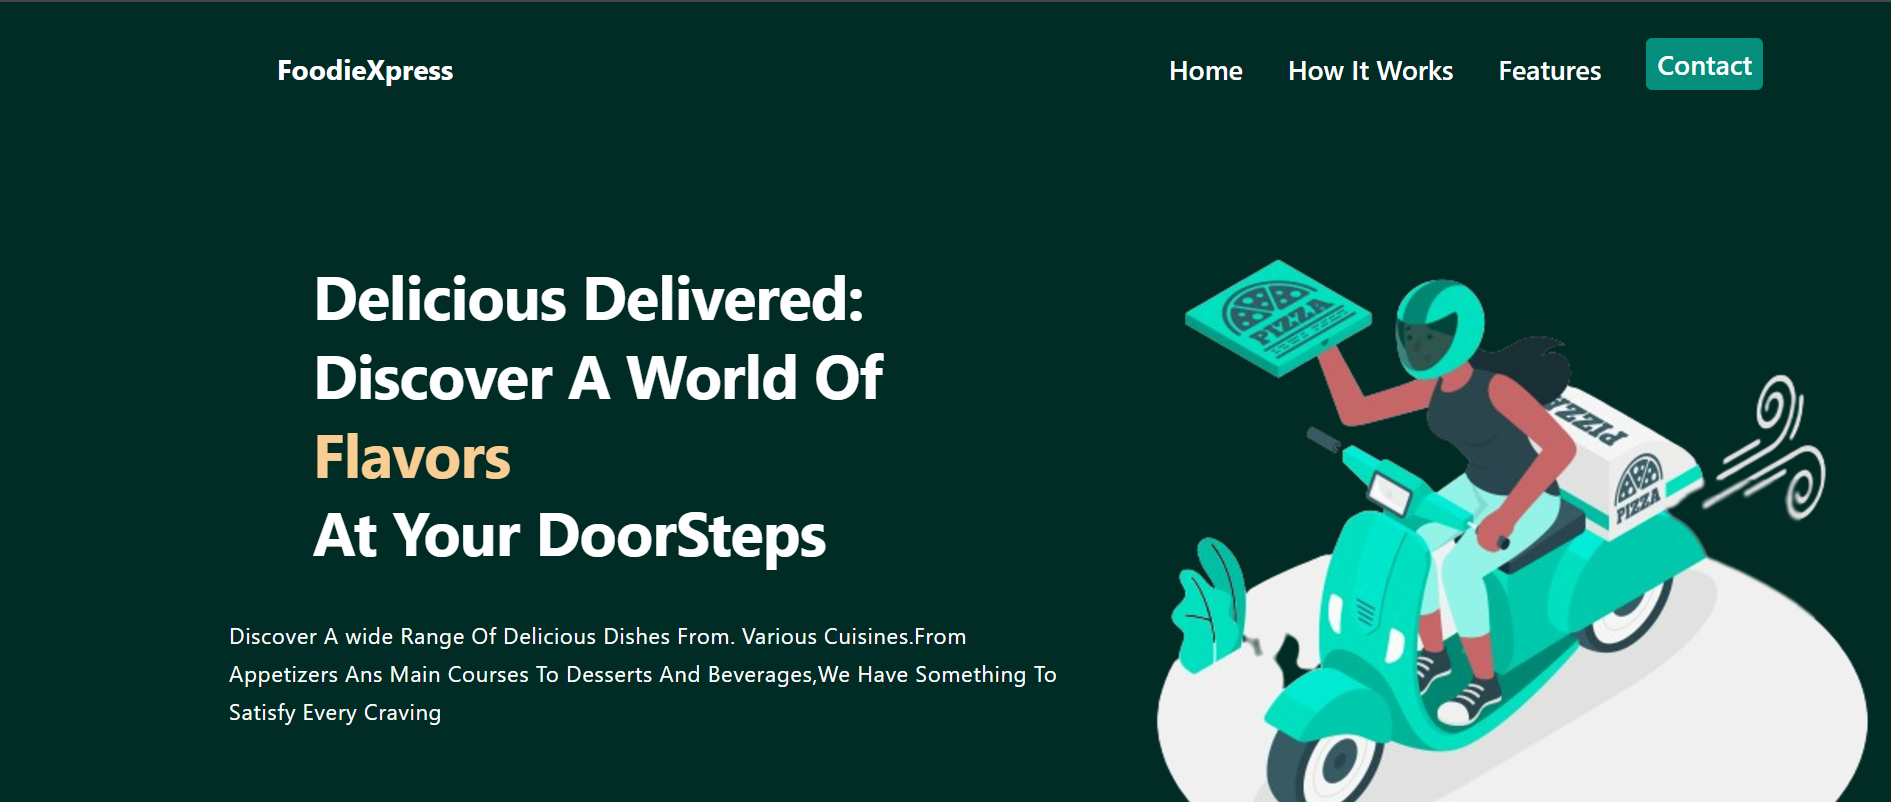 FoodieXpress
Home
How It Works
Features
Contact
Delicious Delivered:
Discover A World Of
Flavors
At Your DoorSteps
Discover A wide Range Of Delicious Dishes From. Various Cuisines.From
Appetizers Ans Main Courses To Desserts And Beverages,We Have Something To
Satisfy Every Craving
PIZZA
PIZZA
PIZZA